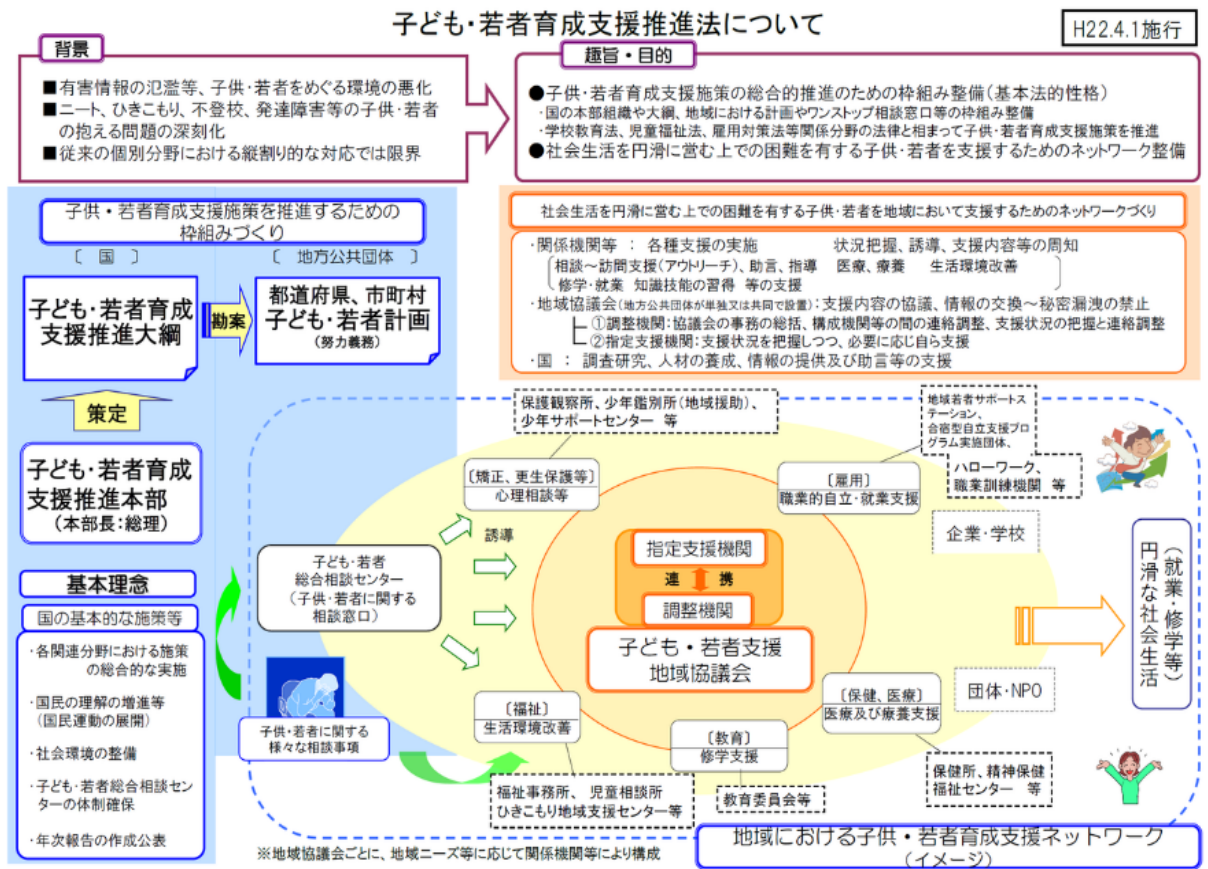 子ども・若者育成支援推進法について
H22.4.1施行
背景
■有害情報の氾濫等、子供・若者をめぐる環境の悪化
■ニート、ひきこもり、不登校、発達障害等の子供・若者
の抱える問題の深刻化
■従来の個別分野における縦割り的な対応では限界
趣旨・目的
●子供・若者育成支援施策の総合的推進のための枠組み整備(基本法的性格)
・国の本部組織や大綱、地域における計画やワンストップ相談窓口等の枠組み整備
・学校教育法、児童福祉法、雇用対策法等関係分野の法律と相まって子供・若者育成支援施策を推進
●社会生活を円滑に営む上での困難を有する子供・若者を支援するためのネットワーク整備
子供・若者育成支援施策を推進するための
枠組みづくり
〔 国 〕
〔 地方公共団体 〕
子ども・若者育成
支援推進大綱
勘案
都道府県、市町村
子ども・若者計画
(努力義務)
策定
子ども・若者育成
支援推進本部
(本部長:総理)
基本理念
国の基本的な施策等
・各関連分野における施策
の総合的な実施
・国民の理解の増進等
(国民運動の展開)
・社会環境の整備
・子ども・若者総合相談セン
ターの体制確保
・年次報告の作成公表
社会生活を円滑に営む上での困難を有する子供・若者を地域において支援するためのネットワークづくり
・関係機関等 : 各種支援の実施 状況把握、誘導、支援内容等の周知
相談~訪問支援(アウトリーチ)、助言、指導 医療、療養 生活環境改善
修学・就業 知識技能の習得 等の支援
・地域協議会(地方公共団体が単独又は共同で設置):支援内容の協議、情報の交換~秘密漏洩の禁止
①調整機関:協議会の事務の総括、構成機関等の間の連絡調整、支援状況の把握と連絡調整
②指定支援機関:支援状況を把握しつつ、必要に応じ自ら支援
・国 : 調査研究、人材の養成、情報の提供及び助言等の支援
保護観察所、少年鑑別所(地域援助)、
少年サポートセンター 等
地域若者サポートス
テーション、
合宿型自立支援プロ
グラム実施団体、
ハローワーク、
職業訓練機関 等
〔矯正、更生保護等〕
心理相談等
〔雇用〕
職業的自立・就業支援
誘導
企業・学校
指定支援機関
連 携
調整機関
子ども・若者支援
地域協議会
子ども・若者
総合相談センター
(子供・若者に関する
相談窓口)
子供・若者に関する
様々な相談事項
(就業・修学等)
円滑な社会生活
団体・NPO
〔福祉〕
生活環境改善
〔教育〕
修学支援
〔保健、医療〕
医療及び療養支援
福祉事務所、 児童相談所
ひきこもり地域支援センター等
教育委員会等
保健所、精神保健
福祉センター 等
※地域協議会ごとに、地域ニーズ等に応じて関係機関等により構成
地域における子供・若者育成支援ネットワーク
(イメージ)